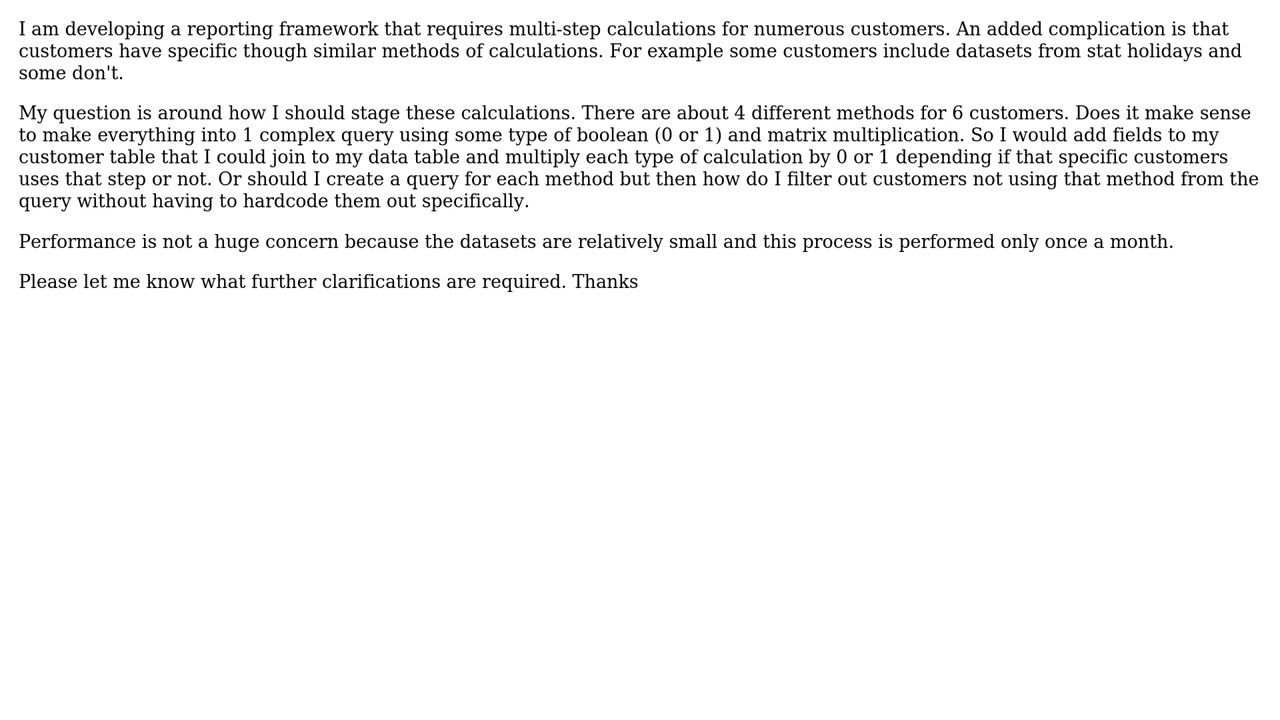 I am developing a reporting framework that requires multi-step calculations for numerous customers. An added complication is that
customers have specific though similar methods of calculations. For example some customers include datasets from stat holidays and
some don't.
My question is around how I should stage these calculations. There are about 4 different methods for 6 customers. Does it make sense
to make everything into 1 complex query using some type of boolean (0 or 1) and matrix multiplication. So I would add fields to my
customer table that I could join to my data table and multiply each type of calculation by 0 or 1 depending if that specific customers
uses that step or not. Or should I create a query for each method but then how do I filter out customers not using that method from the
query without having to hardcode them out specifically.
Performance is not a huge concern because the datasets are relatively small and this process is performed only once a month.
Please let me know what further clarifications are required. Thanks